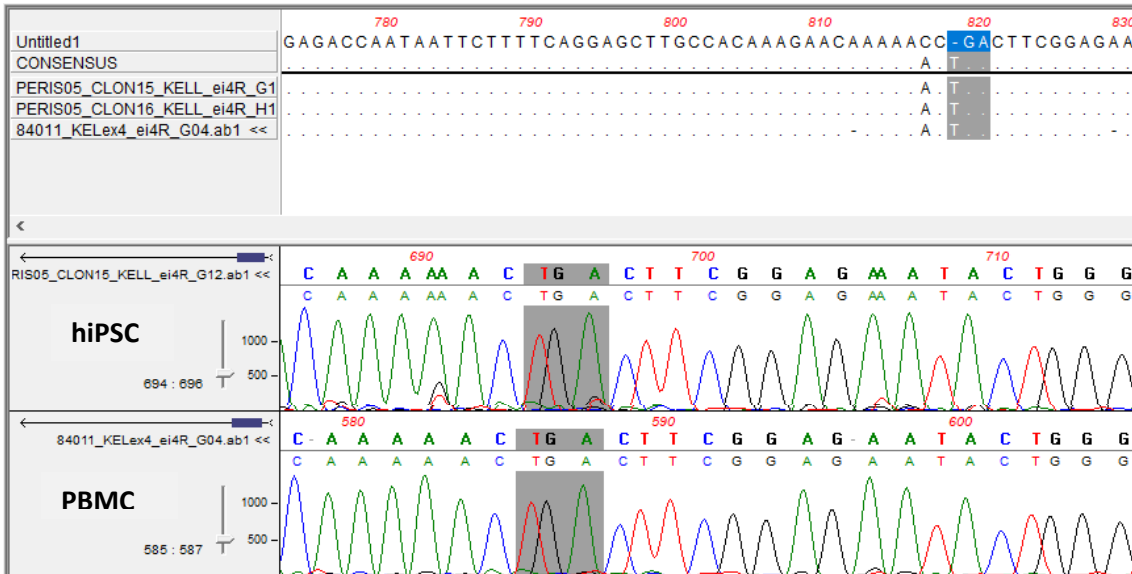 780 790 800 810 820 830
Untitled1 GAGACCAATAATTCTTTTCAGGAGCTTGCCACAAAGAACAAAAACC-GACTTCGGAGAA
CONSENSUS ............................................A.T............
PERIS05_CLON15_KELL_ei4R_G1 ............................................A.T............
PERIS05_CLON16_KELL_ei4R_H1 ............................................A.T............
84011_KELex4_ei4R_G04.ab1 << .......................................-....A.T..........-.
<
690 700 710
RIS05_CLON15_KELL_ei4R_G12.ab1 << C A A A AA A C TG A C T T C G G A G AA T A C T G G G
C A A A AA A C TG A C T T C G G A G AA T A C T G G G
hiPSC
1000
500
694 : 696
580 590 600
84011_KELex4_ei4R_G04.ab1 << C-A A A A A C TG A C T T C G G A G-A A T A C T G G G
C A A A A A C TG A C T T C G G A G A A T A C T G G G
PBMC
1000
500
585 : 587